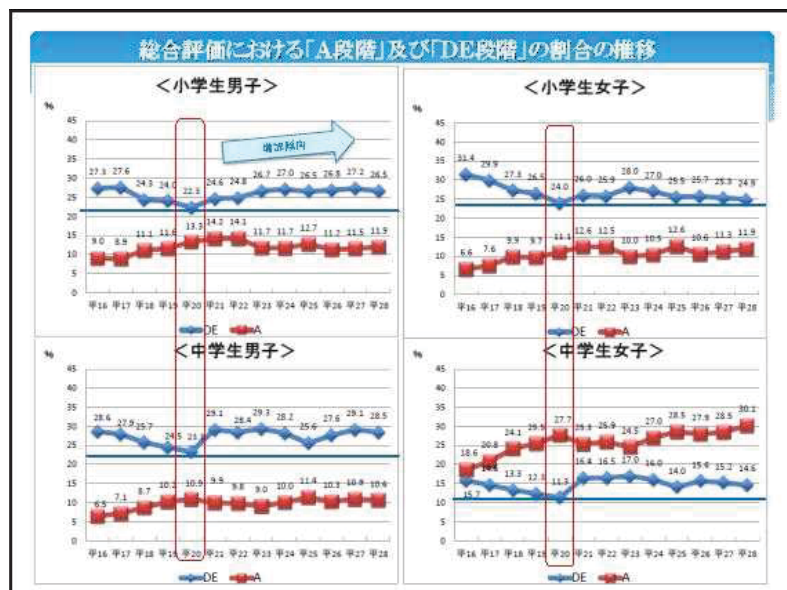 総合評価における「A段階」及び「DE段階」の割合の推移
＜小学生男子＞
%
45
40
35
30
25
20
15
10
5
0
増加傾向
27.3 27.6 24.3 24.0 22.3 24.6 24.8 26.7 27.0 26.5 26.8 27.2 26.5
9.0 8.9 11.1 11.6 13.3 14.2 14.1 11.7 11.7 12.7 11.2 11.5 11.9
平16 平17 平18 平19 平20 平21 平22 平23 平24 平25 平26 平27 平28
DE A
＜小学生女子＞
%
45
40
35
30
25
20
15
10
5
0
31.4 29.9 27.3 26.5 24.0 26.0 25.9 28.0 27.0 25.5 25.7 25.3 24.9
6.6 7.6 9.9 9.7 11.1 12.6 12.5 10.0 10.5 12.6 10.6 11.3 11.9
平16 平17 平18 平19 平20 平21 平22 平23 平24 平25 平26 平27 平28
DE A
＜中学生男子＞
%
45
40
35
30
25
20
15
10
5
0
28.6 27.9 25.7 24.5 29.1 28.4 29.3 28.2 25.6 27.6 29.1 28.5
6.5 7.1 8.7 10.2 10.9 9.9 9.8 9.0 10.0 11.4 10.3 10.9 10.6
平16 平17 平18 平19 平20 平21 平22 平23 平24 平25 平26 平27 平28
DE A
＜中学生女子＞
%
45
40
35
30
25
20
15
10
5
0
18.6 20.8 24.1 27.7 25.3 25.9 24.5 27.0 28.5 27.9 28.5 30.1
15.7 13.3 12.3 11.3 16.4 16.5 17.0 16.0 14.0 15.6 15.2 14.6
平16 平17 平18 平19 平20 平21 平22 平23 平24 平25 平26 平27 平28
DE A